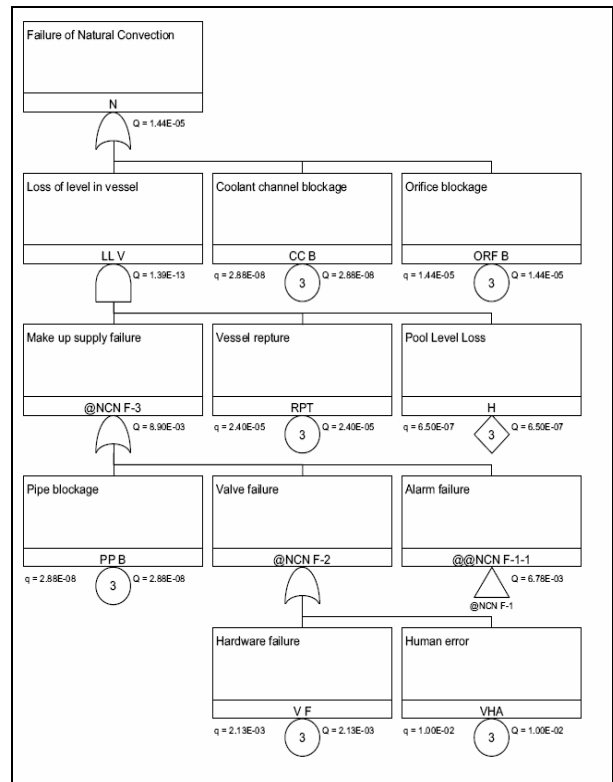 Failure of Natural Convection
N
Q = 1.44E-05
Loss of level in vessel
Coolant channel blockage
Orifice blockage
LL V
CC B
ORF B
Q = 1.39E-13
q = 2.88E-08
3
Q = 2.88E-08
q = 1.44E-05
3
Q = 1.44E-05
Make up supply failure
Vessel repture
Pool Level Loss
@NCN F-3
RPT
H
Q = 8.90E-03
q = 2.40E-05
3
Q = 2.40E-05
q = 6.50E-07
3
Q = 6.50E-07
Pipe blockage
Valve failure
Alarm failure
PP B
@NCN F-2
@@NCN F-1-1
q = 2.88E-08
3
Q = 2.88E-08
Q = 6.78E-03
@NCN F-1
Hardware failure
Human error
V F
VHA
q = 2.13E-03
3
Q = 2.13E-03
q = 1.00E-02
3
Q = 1.00E-02